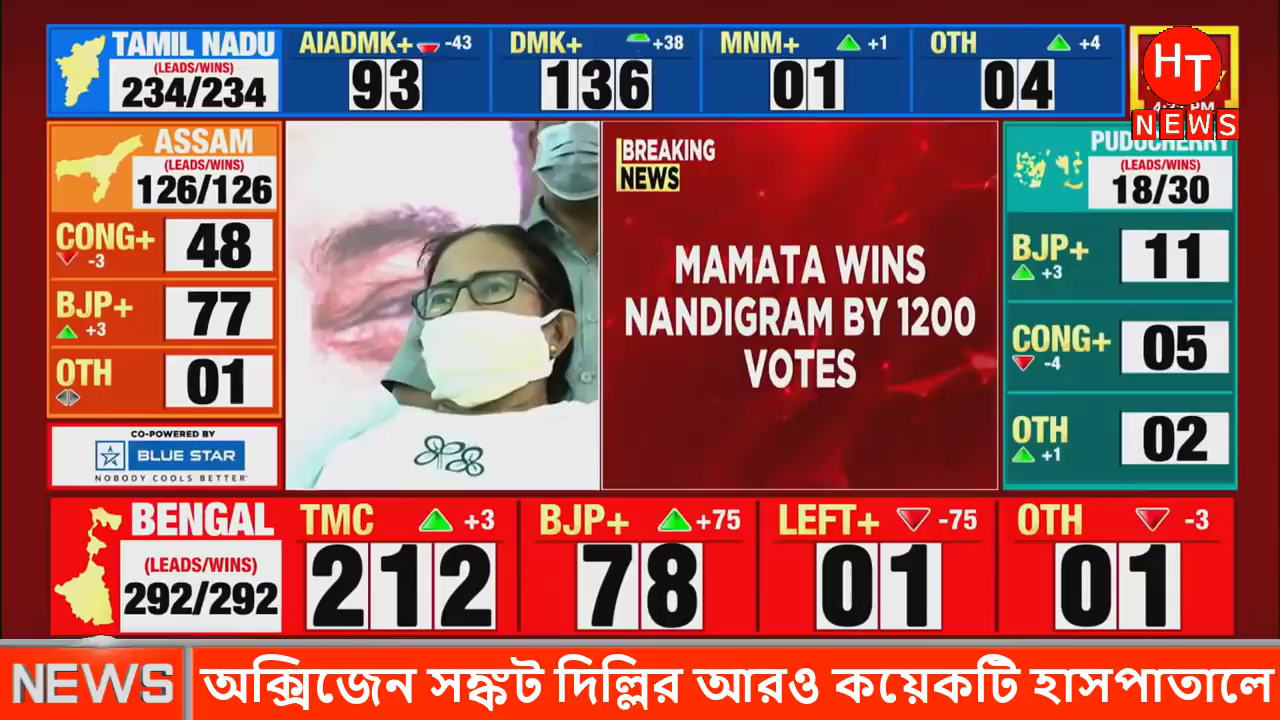 TAMIL NADU
(LEADS/WINS)
234/234
AIADMK+ -43
93
DMK+ +38
136
MNM+ +1
01
OTH +4
04
HT
NEWS
ASSAM
(LEADS/WINS)
126/126
CONG+
-3
48
BJP+
+3
77
OTH
01
CO-POWERED BY
BLUE STAR
NOBODY COOLS BETTER
BREAKING
NEWS
MAMATA WINS
NANDIGRAM BY 1200
VOTES
PUDUCHERRY
(LEADS/WINS)
18/30
BJP+
+3
11
CONG+
-4
05
OTH
+1
02
BENGAL
(LEADS/WINS)
292/292
TMC +3
212
BJP+ +75
78
LEFT+ -75
01
OTH -3
01
NEWS
অক্সিজেন সঙ্কট দিল্লির আরও কয়েকটি হাসপাতালে